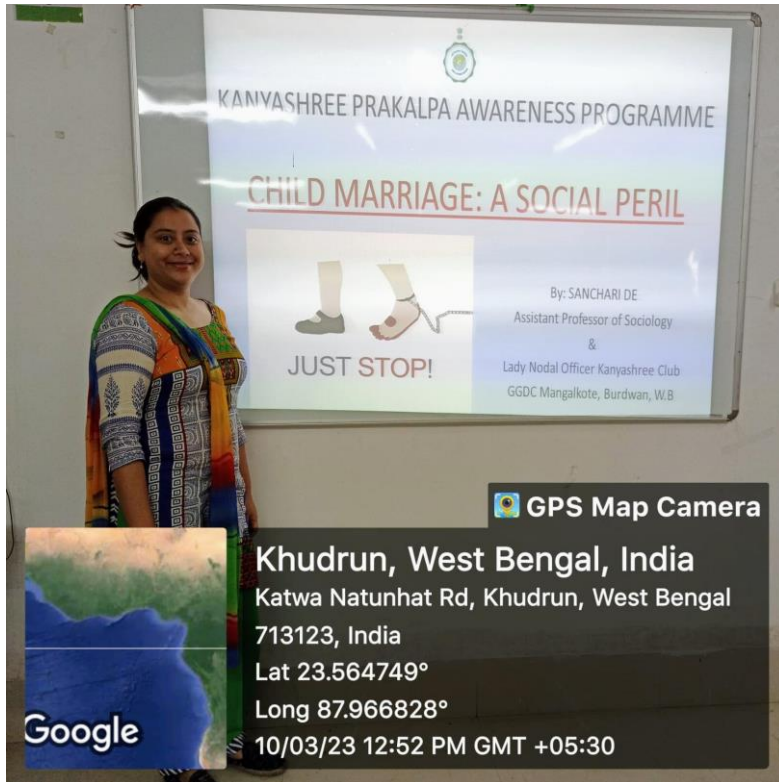 KANYASHREE PRAKALPA AWARENESS PROGRAMME
CHILD MARRIAGE: A SOCIAL PERIL
JUST STOP!
By: SANCHARI DE
Assistant Professor of Sociology
&
Lady Nodal Officer Kanyashree Club
GGDC Mangalkote, Burdwan, W.B
GPS Map Camera
Khudrun, West Bengal, India
Katwa Natunhat Rd, Khudrun, West Bengal
713123, India
Lat 23.564749°
Long 87.966828°
10/03/23 12:52 PM GMT +05:30
Google